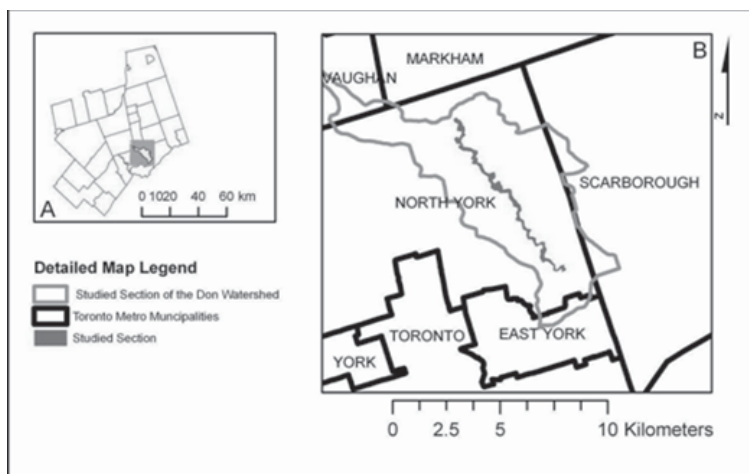 A
0 1020 40 60 km
Detailed Map Legend
Studied Section of the Don Watershed
Toronto Metro Muncipalities
Studied Section
B
MARKHAM
VAUGHAN
SCARBOROUGH
NORTH YORK
TORONTO
EAST YORK
YORK
0 2.5 5 10 Kilometers
N